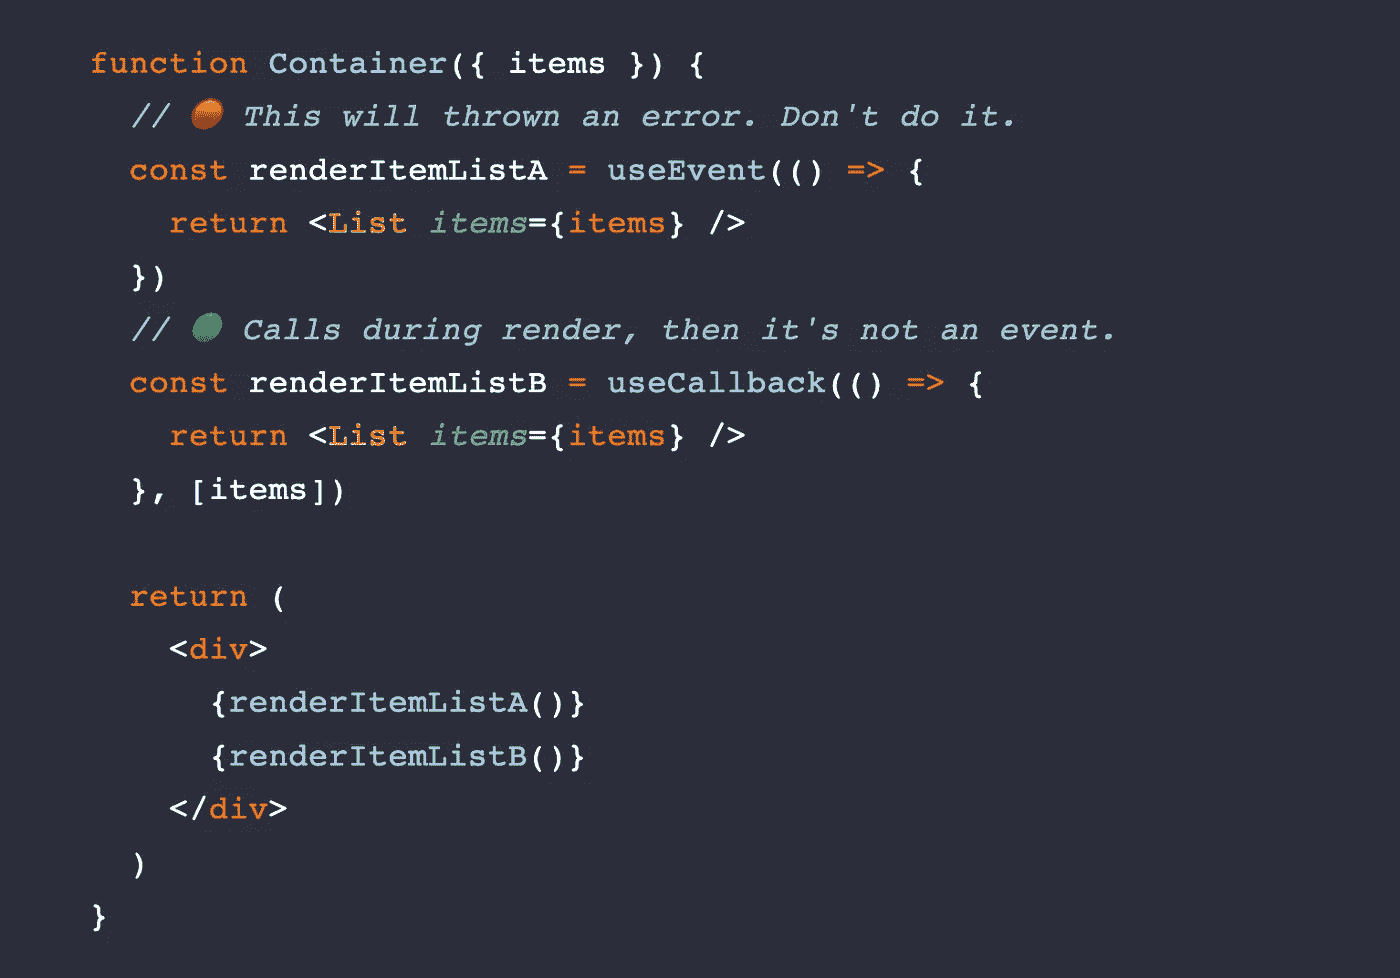 function Container({ items }) {
  // 🔴 This will thrown an error. Don't do it.
  const renderItemListA = useEvent(() => {
    return <List items={items} />
  })
  // 🟢 Calls during render, then it's not an event.
  const renderItemListB = useCallback(() => {
    return <List items={items} />
  }, [items])
  return (
    <div>
      {renderItemListA()}
      {renderItemListB()}
    </div>
  )
}